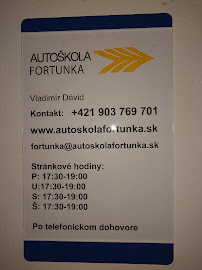 AUTOŠKOLA
FORTUNKA
Vladimír Dávid
Kontakt: +421 903 769 701
www.autoskolafortunka.sk
fortunka@autoskolafortunka.sk
Stránkové hodiny:
P: 17:30-19:00
U:17:30-19:00
S: 17:30-19:00
Š: 17:30-19:00
Po telefonickom dohovore